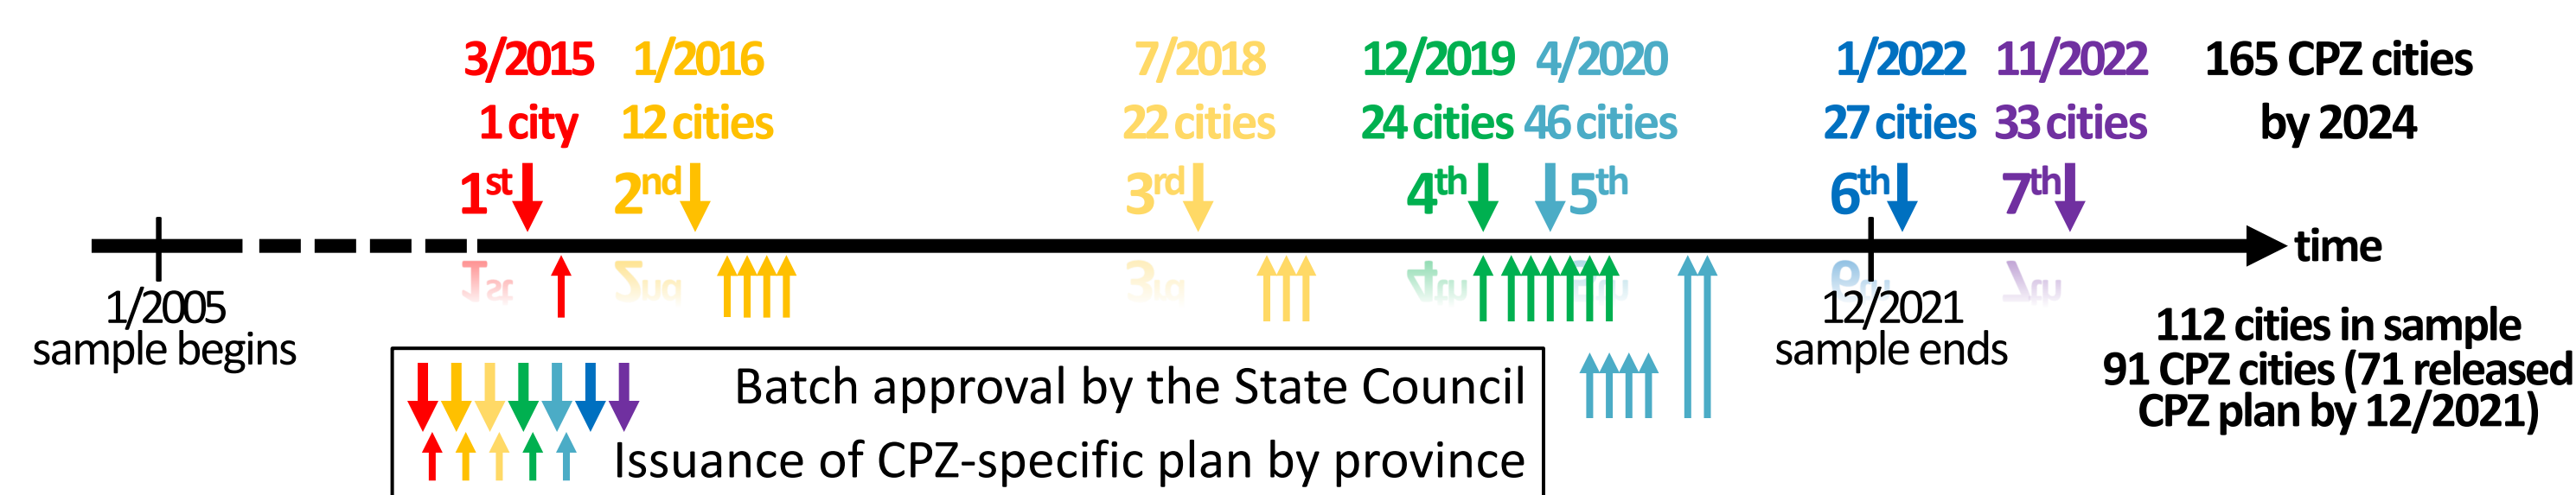 3/2015 1/2016 7/2018 12/2019 4/2020 1/2022 11/2022 165 CPZ cities
1 city 12 cities 22 cities 24 cities 46 cities 27 cities 33 cities by 2024
1st 2nd 3rd 4th 5th 6th 7th
time
1/2005
sample begins
12/2021
sample ends
112 cities in sample
91 CPZ cities (71 released
CPZ plan by 12/2021)
Batch approval by the State Council
Issuance of CPZ-specific plan by province